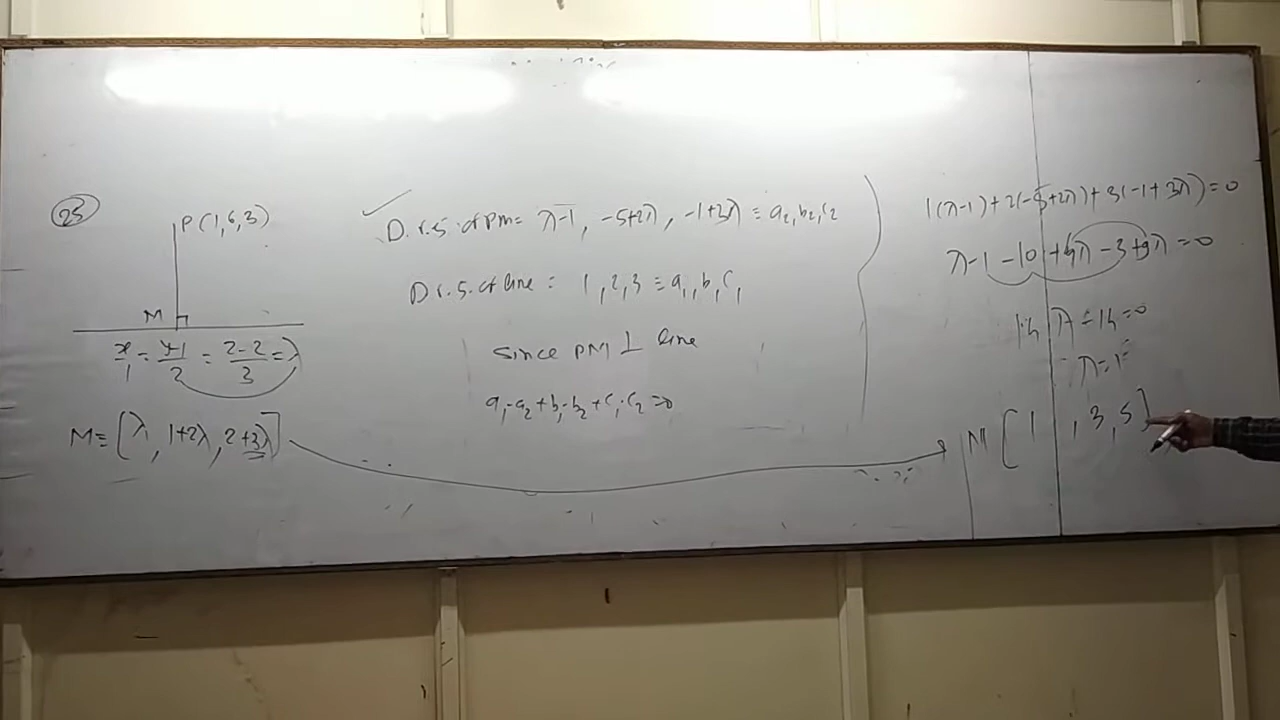 25
P(1,6,3)
M
x/1 = y-1/2 = z-2/3 = λ
M ≡ [λ, 1+2λ, 2+3λ]
D.r.s. of PM = λ-1, -5+2λ, -1+3λ ≡ a₂, b₂, c₂
D r.s. of line = 1, 2, 3 ≡ a₁, b₁, c₁
since PM ⊥ line
a₁·a₂ + b₁·b₂ + c₁·c₂ = 0
1(λ-1) + 2(-5+2λ) + 3(-1+3λ) = 0
λ-1 -10 +4λ -3 +9λ = 0
14λ - 14 = 0
λ = 1
M [1, 3, 5]